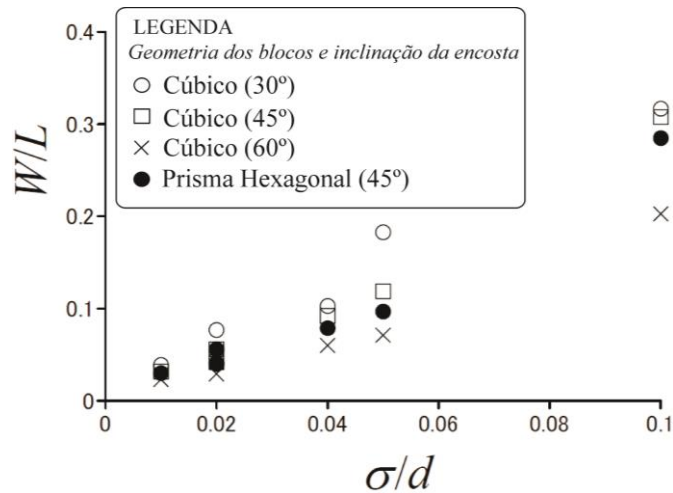 LEGENDA
Geometria dos blocos e inclinação da encosta
Cúbico (30º)
Cúbico (45º)
Cúbico (60º)
Prisma Hexagonal (45º)
W/L
0.4
0.3
0.2
0.1
0
0 0.02 0.04 0.06 0.08 0.1
σ/d